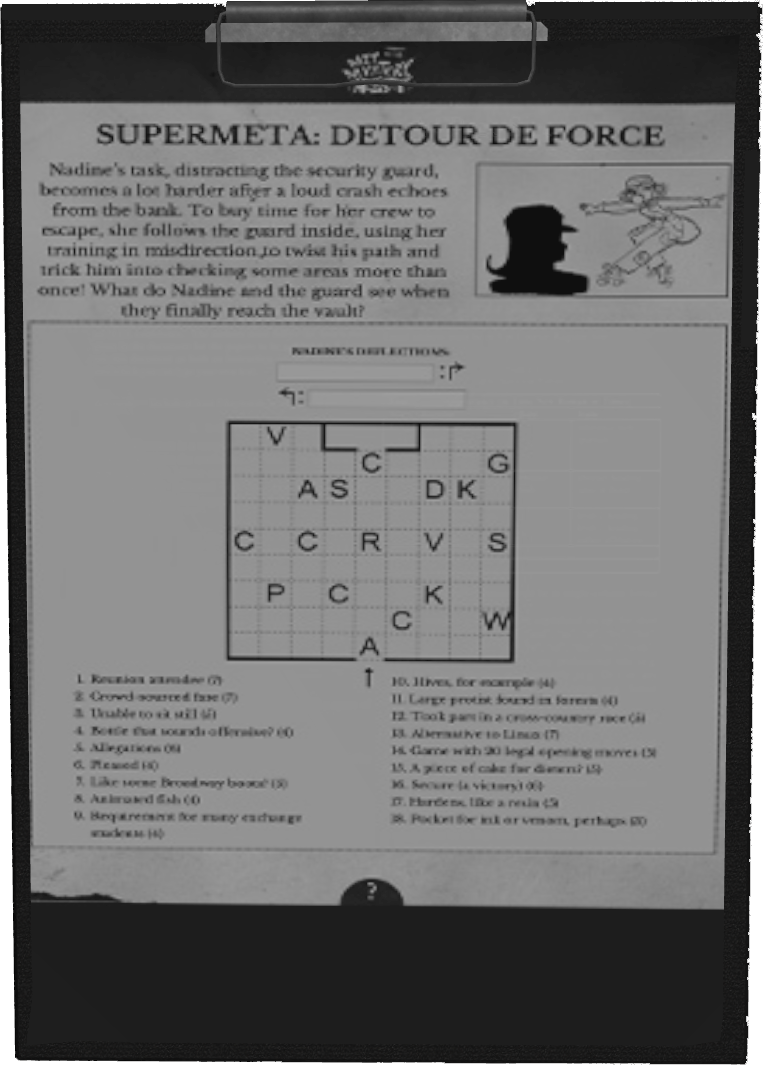 MIT
MYSTERY
SUPERMETA: DETOUR DE FORCE
Nadine's task, distracting the security guard,
becomes a lot harder after a loud crash echoes
from the bank. To buy time for her crew to
escape, she follows the guard inside, using her
training in misdirection to twist his path and
trick him into checking some areas more than
once! What do Nadine and the guard see when
they finally reach the vault?
NADINE'S DEFLECTIONS:
:↱
↰:
V
C G
A S D K
C C R V S
P C K
C W
A
↑
1. Reunion attendee (7)
2. Crowd-sourced fuse (7)
3. Unable to sit still (5)
4. Bottle that sounds offensive? (4)
5. Allegations (6)
6. Pleased (4)
7. Like some Broadway boots? (5)
8. Animated fish (4)
9. Requirement for many exchange
students (4)
10. Hives, for example (4)
11. Large protist found in forests (4)
12. Took part in a cross-country race (5)
13. Alternative to Linux (7)
14. Game with 20 legal opening moves (5)
15. A piece of cake for diners? (5)
16. Secure (a victory) (6)
17. Hardens, like a resin (5)
18. Pocket for ink or venom, perhaps (3)
?